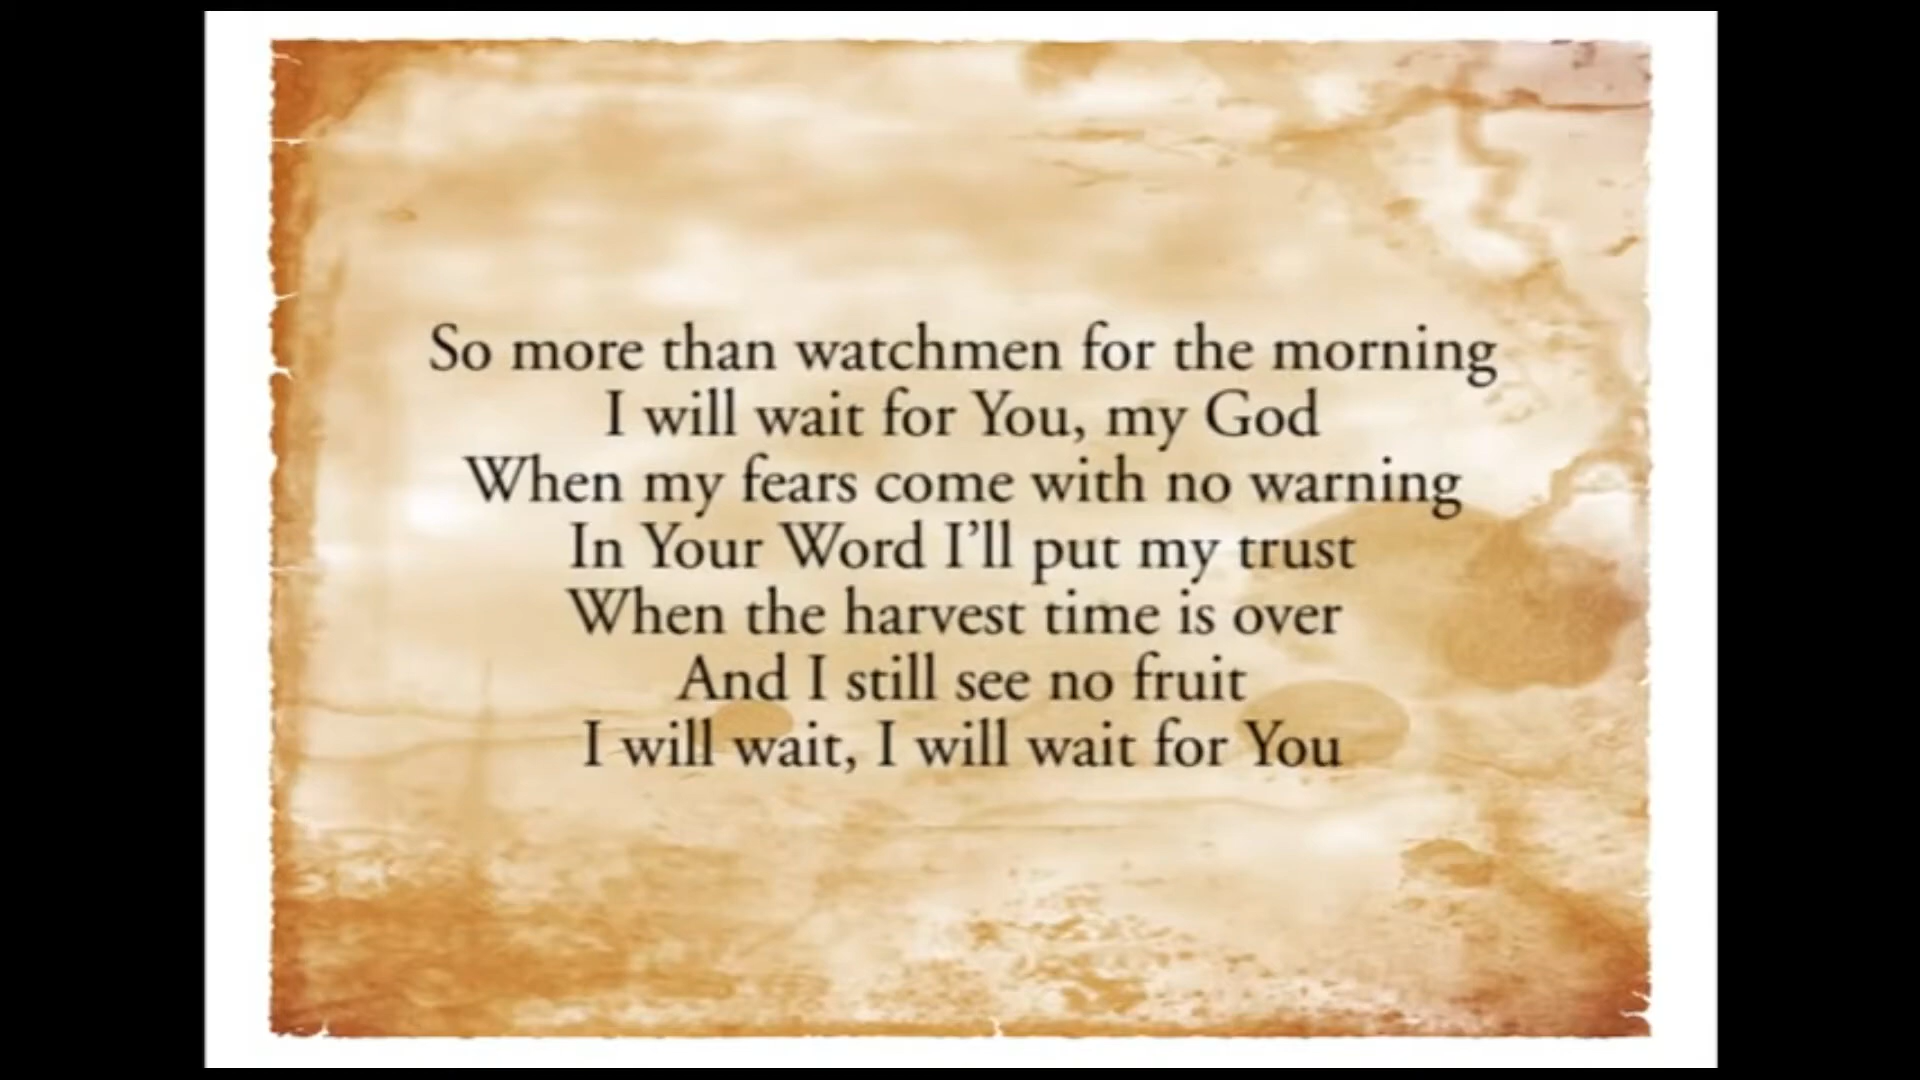 So more than watchmen for the morning
I will wait for You, my God
When my fears come with no warning
In Your Word I’ll put my trust
When the harvest time is over
And I still see no fruit
I will wait, I will wait for You